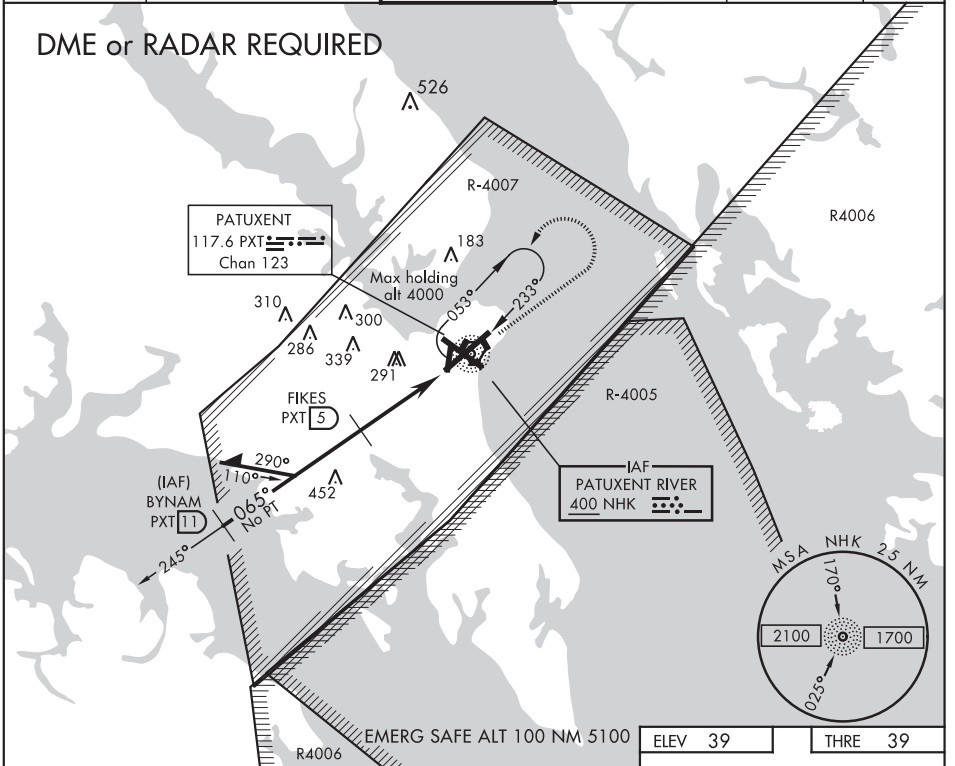 DME or RADAR REQUIRED
526
R-4007
R4006
PATUXENT
117.6 PXT
Chan 123
183
Max holding
alt 4000
053°
233°
310
300
286
339
291
FIKES
PXT 5
R-4005
290°
110°
452
(IAF)
BYNAM
PXT 11
065°
No PT
245°
IAF
PATUXENT RIVER
400 NHK
MSA NHK 25 NM
170°
2100
1700
025°
EMERG SAFE ALT 100 NM 5100
ELEV 39
THRE 39
R4006